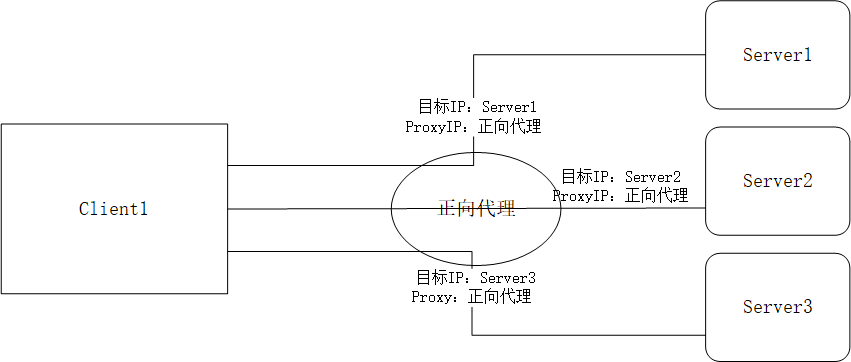 Server1
目标IP：Server1
ProxyIP：正向代理
Client1
正向代理
目标IP：Server2
ProxyIP：正向代理
Server2
目标IP：Server3
Proxy：正向代理
Server3